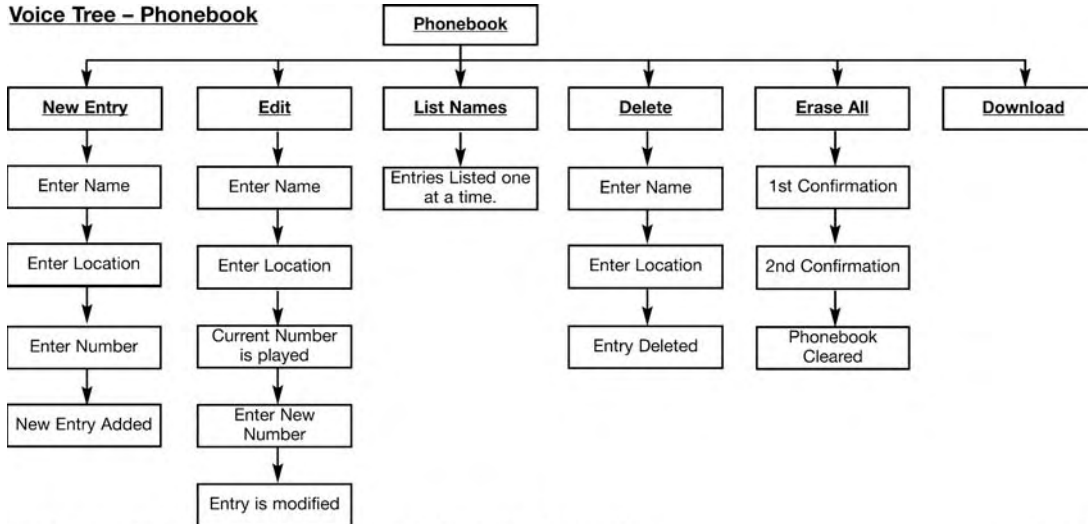 Voice Tree – Phonebook
Phonebook
New Entry
Edit
List Names
Delete
Erase All
Download
Enter Name
Enter Name
Entries Listed one
at a time.
Enter Name
1st Confirmation
Enter Location
Enter Location
Enter Location
2nd Confirmation
Enter Number
Current Number
is played
Entry Deleted
Phonebook
Cleared
New Entry Added
Enter New
Number
Entry is modified